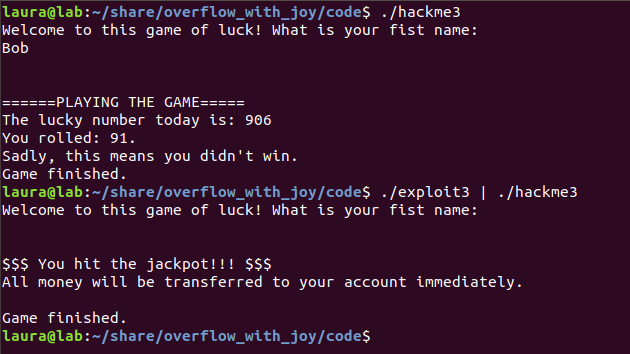 laura@lab:~/share/overflow_with_joy/code$ ./hackme3
Welcome to this game of luck! What is your fist name:
Bob
======PLAYING THE GAME=====
The lucky number today is: 906
You rolled: 91.
Sadly, this means you didn't win.
Game finished.
laura@lab:~/share/overflow_with_joy/code$ ./exploit3 | ./hackme3
Welcome to this game of luck! What is your fist name:
$$$ You hit the jackpot!!! $$$
All money will be transferred to your account immediately.
Game finished.
laura@lab:~/share/overflow_with_joy/code$